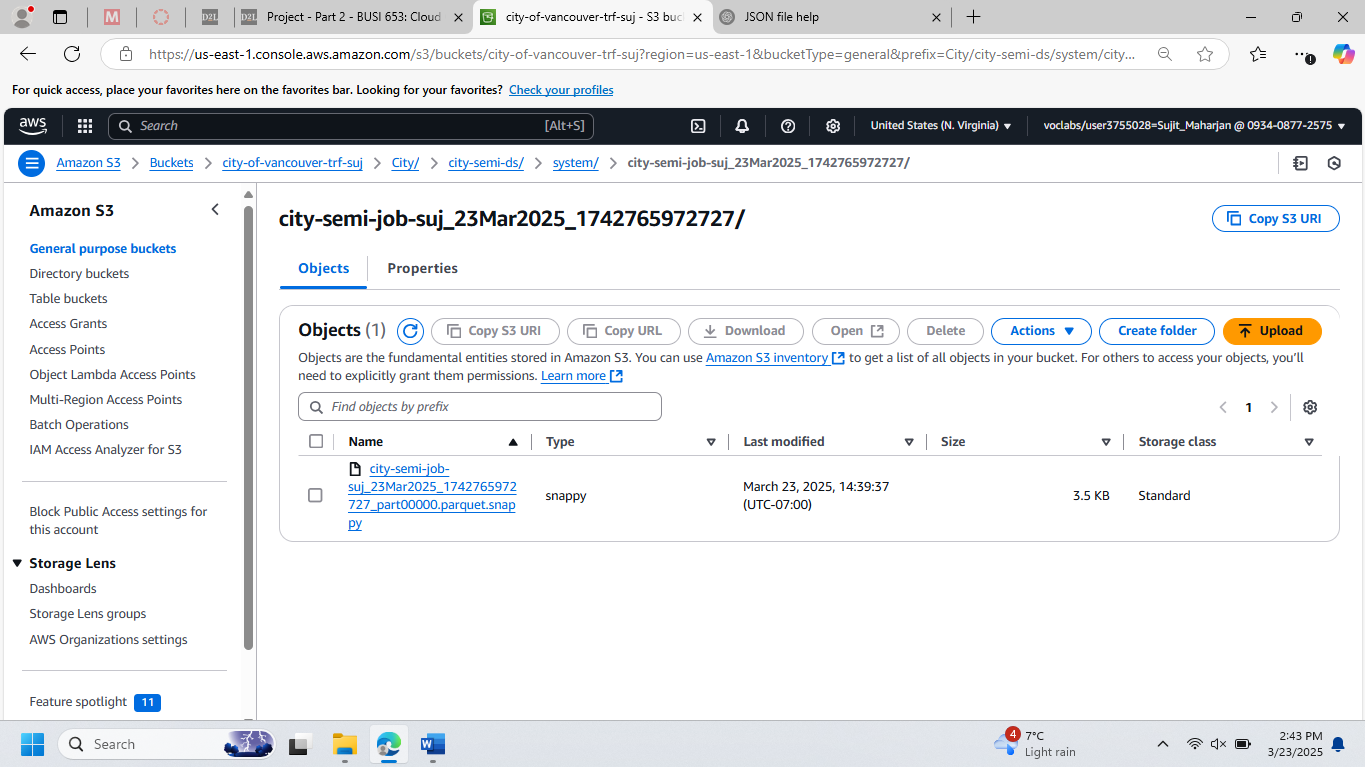 D2L
D2L
Project - Part 2 - BUSI 653: Cloud
city-of-vancouver-trf-suj - S3 buc
JSON file help
https://us-east-1.console.aws.amazon.com/s3/buckets/city-of-vancouver-trf-suj?region=us-east-1&bucketType=general&prefix=City/city-semi-ds/system/city...
For quick access, place your favorites here on the favorites bar. Looking for your favorites? Check your profiles
aws
Search
[Alt+S]
United States (N. Virginia)
voclabs/user3755028=Sujit_Maharjan @ 0934-0877-2575
Amazon S3
Buckets
city-of-vancouver-trf-suj
City/
city-semi-ds/
system/
city-semi-job-suj_23Mar2025_1742765972727/
Amazon S3
General purpose buckets
Directory buckets
Table buckets
Access Grants
Access Points
Object Lambda Access Points
Multi-Region Access Points
Batch Operations
IAM Access Analyzer for S3
Block Public Access settings for
this account
Storage Lens
Dashboards
Storage Lens groups
AWS Organizations settings
Feature spotlight 11
city-semi-job-suj_23Mar2025_1742765972727/
Copy S3 URI
Objects
Properties
Objects (1)
Copy S3 URI
Copy URL
Download
Open
Delete
Actions
Create folder
Upload
Objects are the fundamental entities stored in Amazon S3. You can use Amazon S3 inventory to get a list of all objects in your bucket. For others to access your objects, you'll
need to explicitly grant them permissions. Learn more
Find objects by prefix
1
Name
Type
Last modified
Size
Storage class
city-semi-job-
suj_23Mar2025_1742765972
727_part00000.parquet.snap
py
snappy
March 23, 2025, 14:39:37
(UTC-07:00)
3.5 KB
Standard
Search
4
7°C
Light rain
2:43 PM
3/23/2025